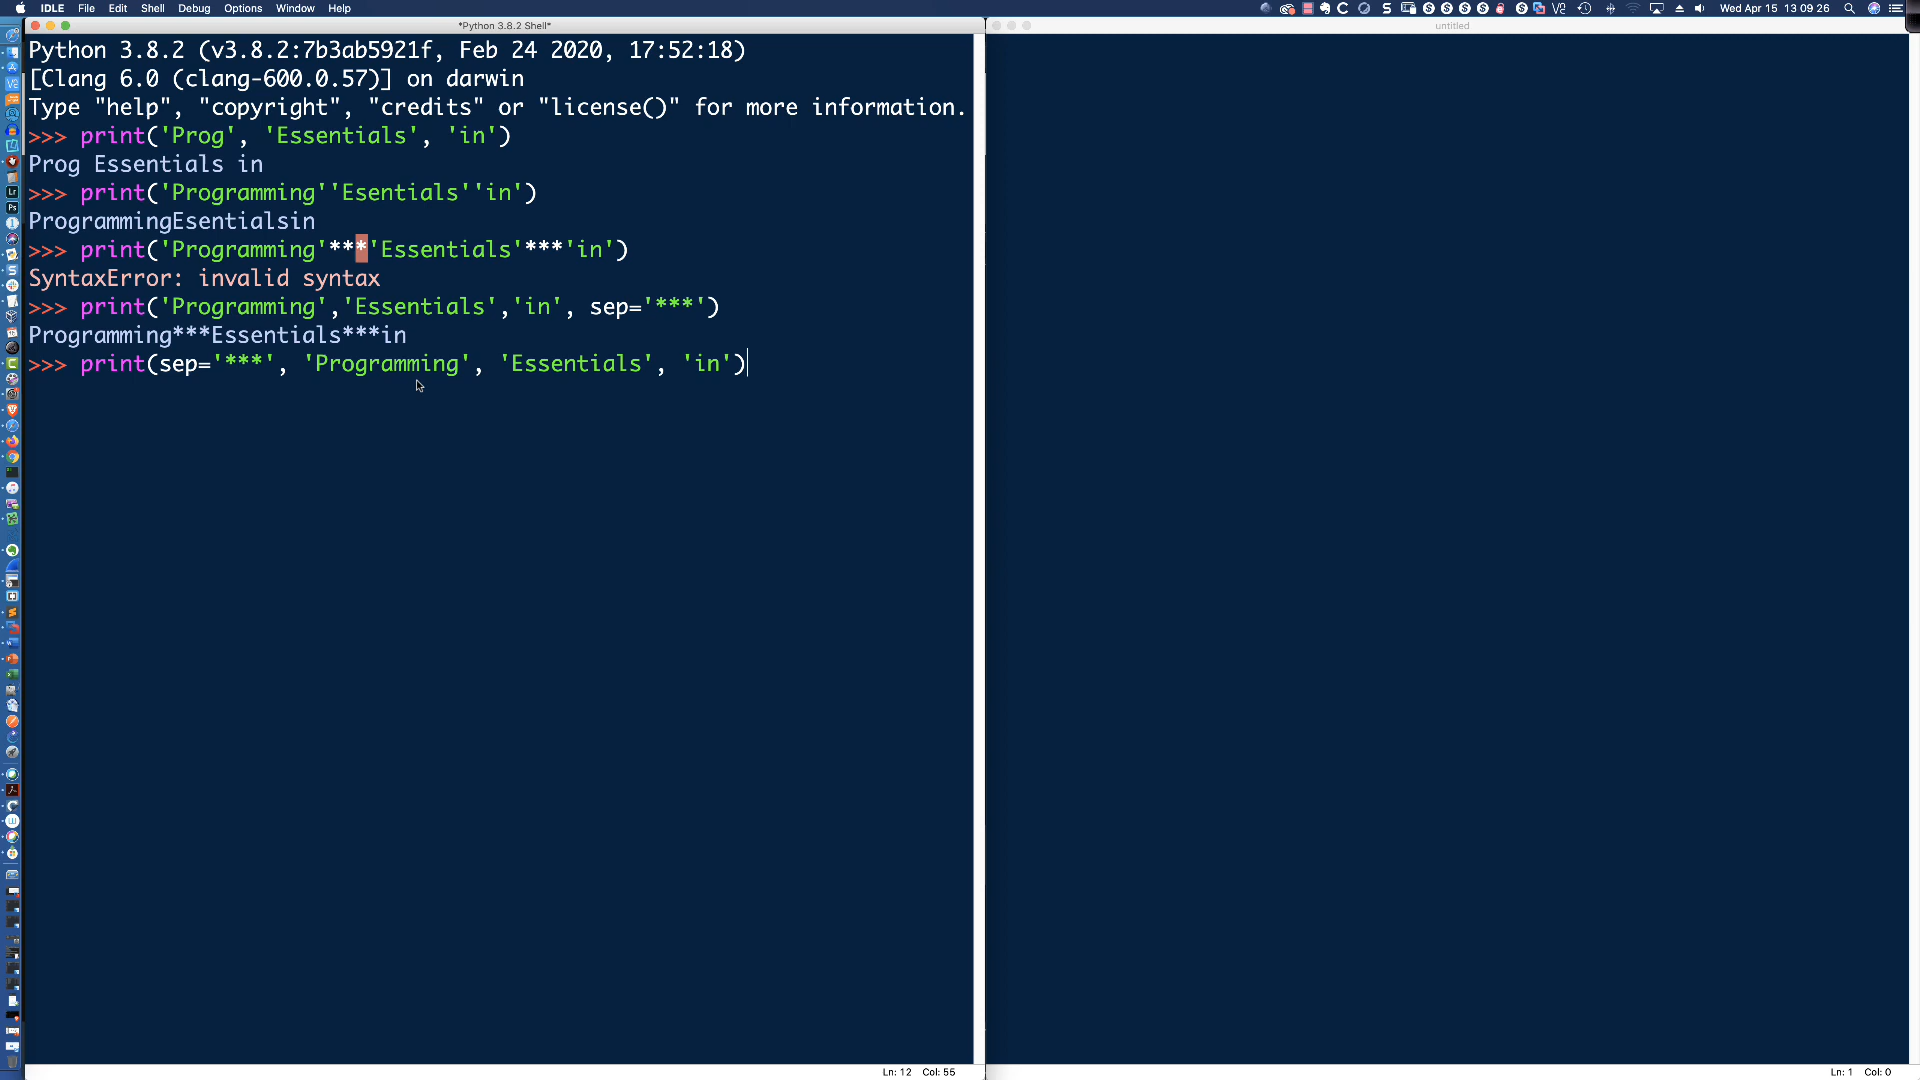 IDLE File Edit Shell Debug Options Window Help
Wed Apr 15 13 09 26
*Python 3.8.2 Shell*
untitled
Python 3.8.2 (v3.8.2:7b3ab5921f, Feb 24 2020, 17:52:18)
[Clang 6.0 (clang-600.0.57)] on darwin
Type "help", "copyright", "credits" or "license()" for more information.
>>> print('Prog', 'Essentials', 'in')
Prog Essentials in
>>> print('Programming''Esentials''in')
ProgrammingEsentialsin
>>> print('Programming'***'Essentials'***'in')
SyntaxError: invalid syntax
>>> print('Programming','Essentials','in', sep='***')
Programming***Essentials***in
>>> print(sep='***', 'Programming', 'Essentials', 'in')
Ln: 12 Col: 55
Ln: 1 Col: 0